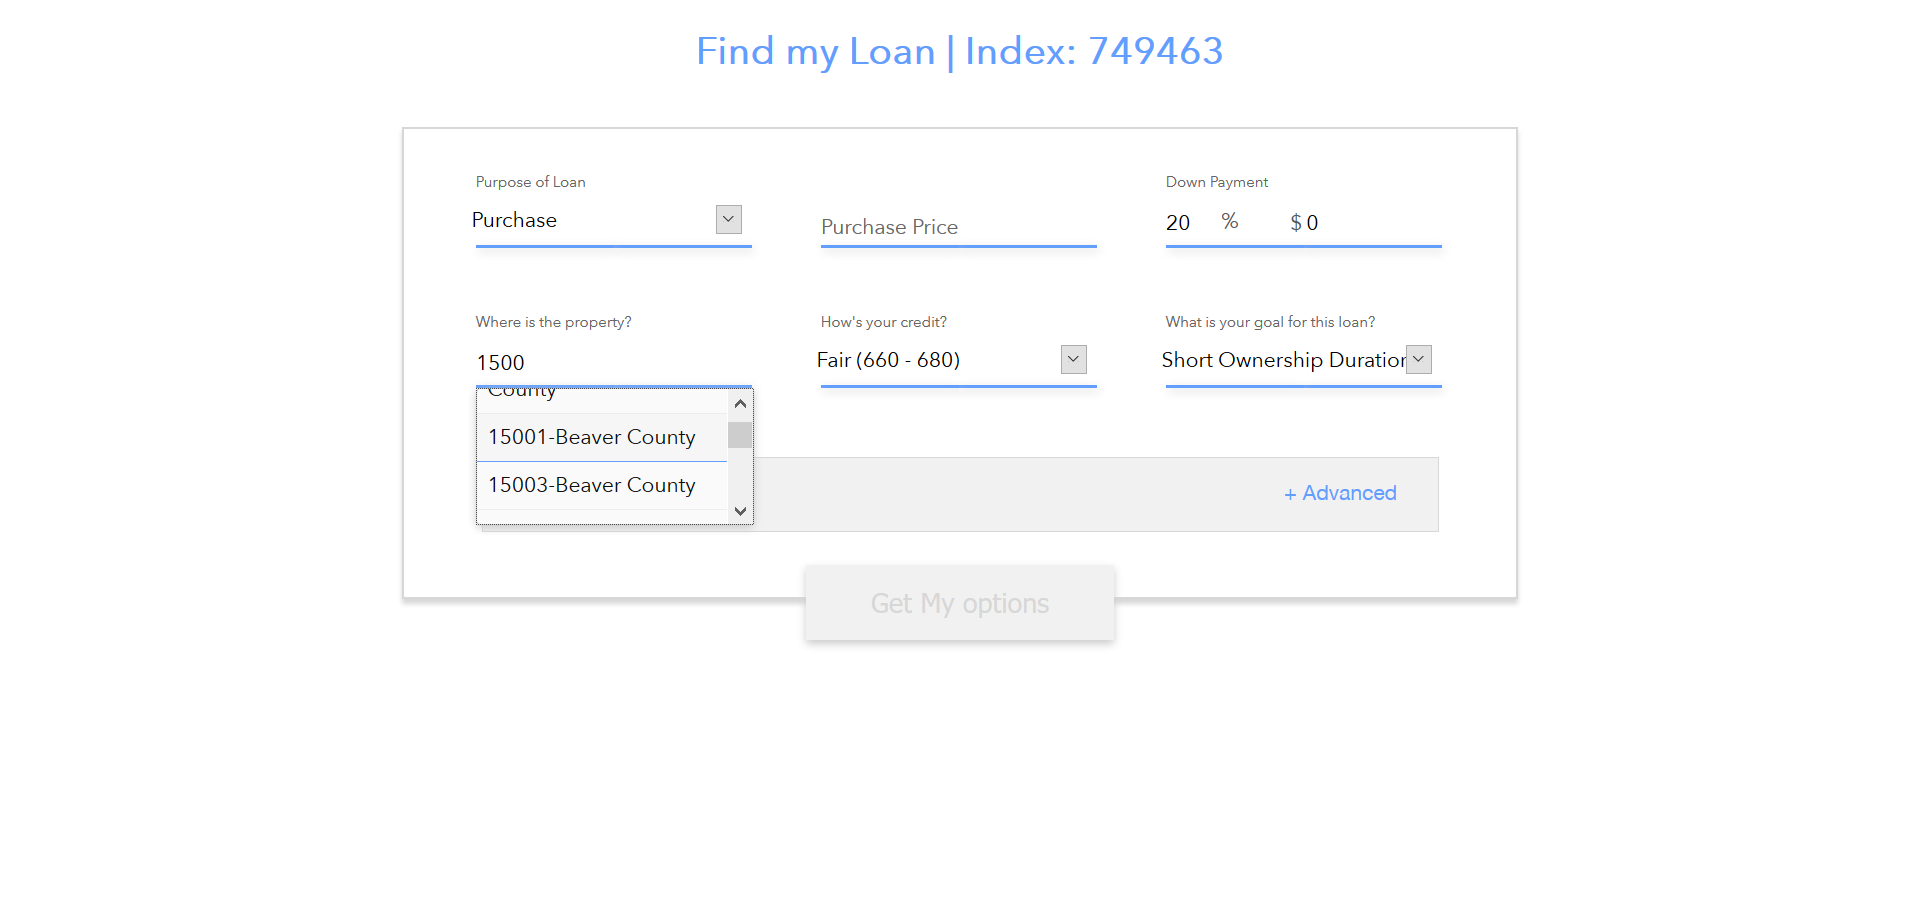 Find my Loan | Index: 749463
Purpose of Loan
Purchase
Purchase Price
Down Payment
20 % $ 0
Where is the property?
1500
How's your credit?
Fair (660 - 680)
What is your goal for this loan?
Short Ownership Duration
County
15001-Beaver County
15003-Beaver County
+ Advanced
Get My options